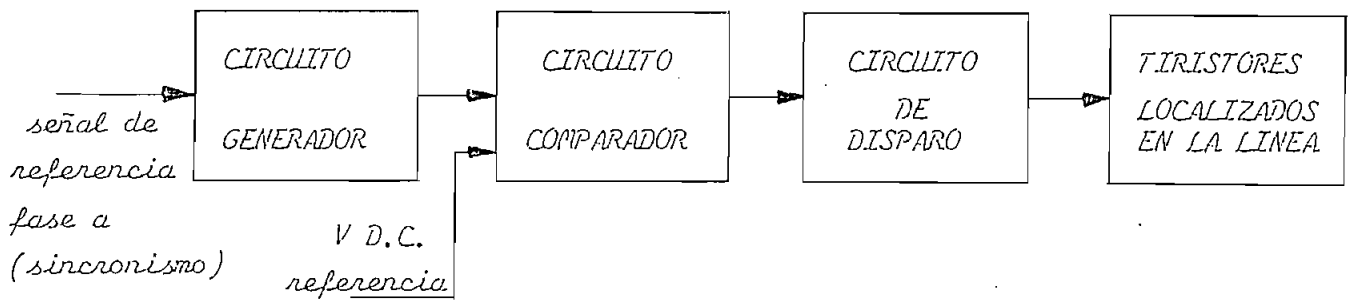 señal de
referencia
fase a
(sincronismo)
CIRCUITO
GENERADOR
V D.C.
referencia
CIRCUITO
COMPARADOR
CIRCUITO
DE
DISPARO
TIRISTORES
LOCALIZADOS
EN LA LINEA